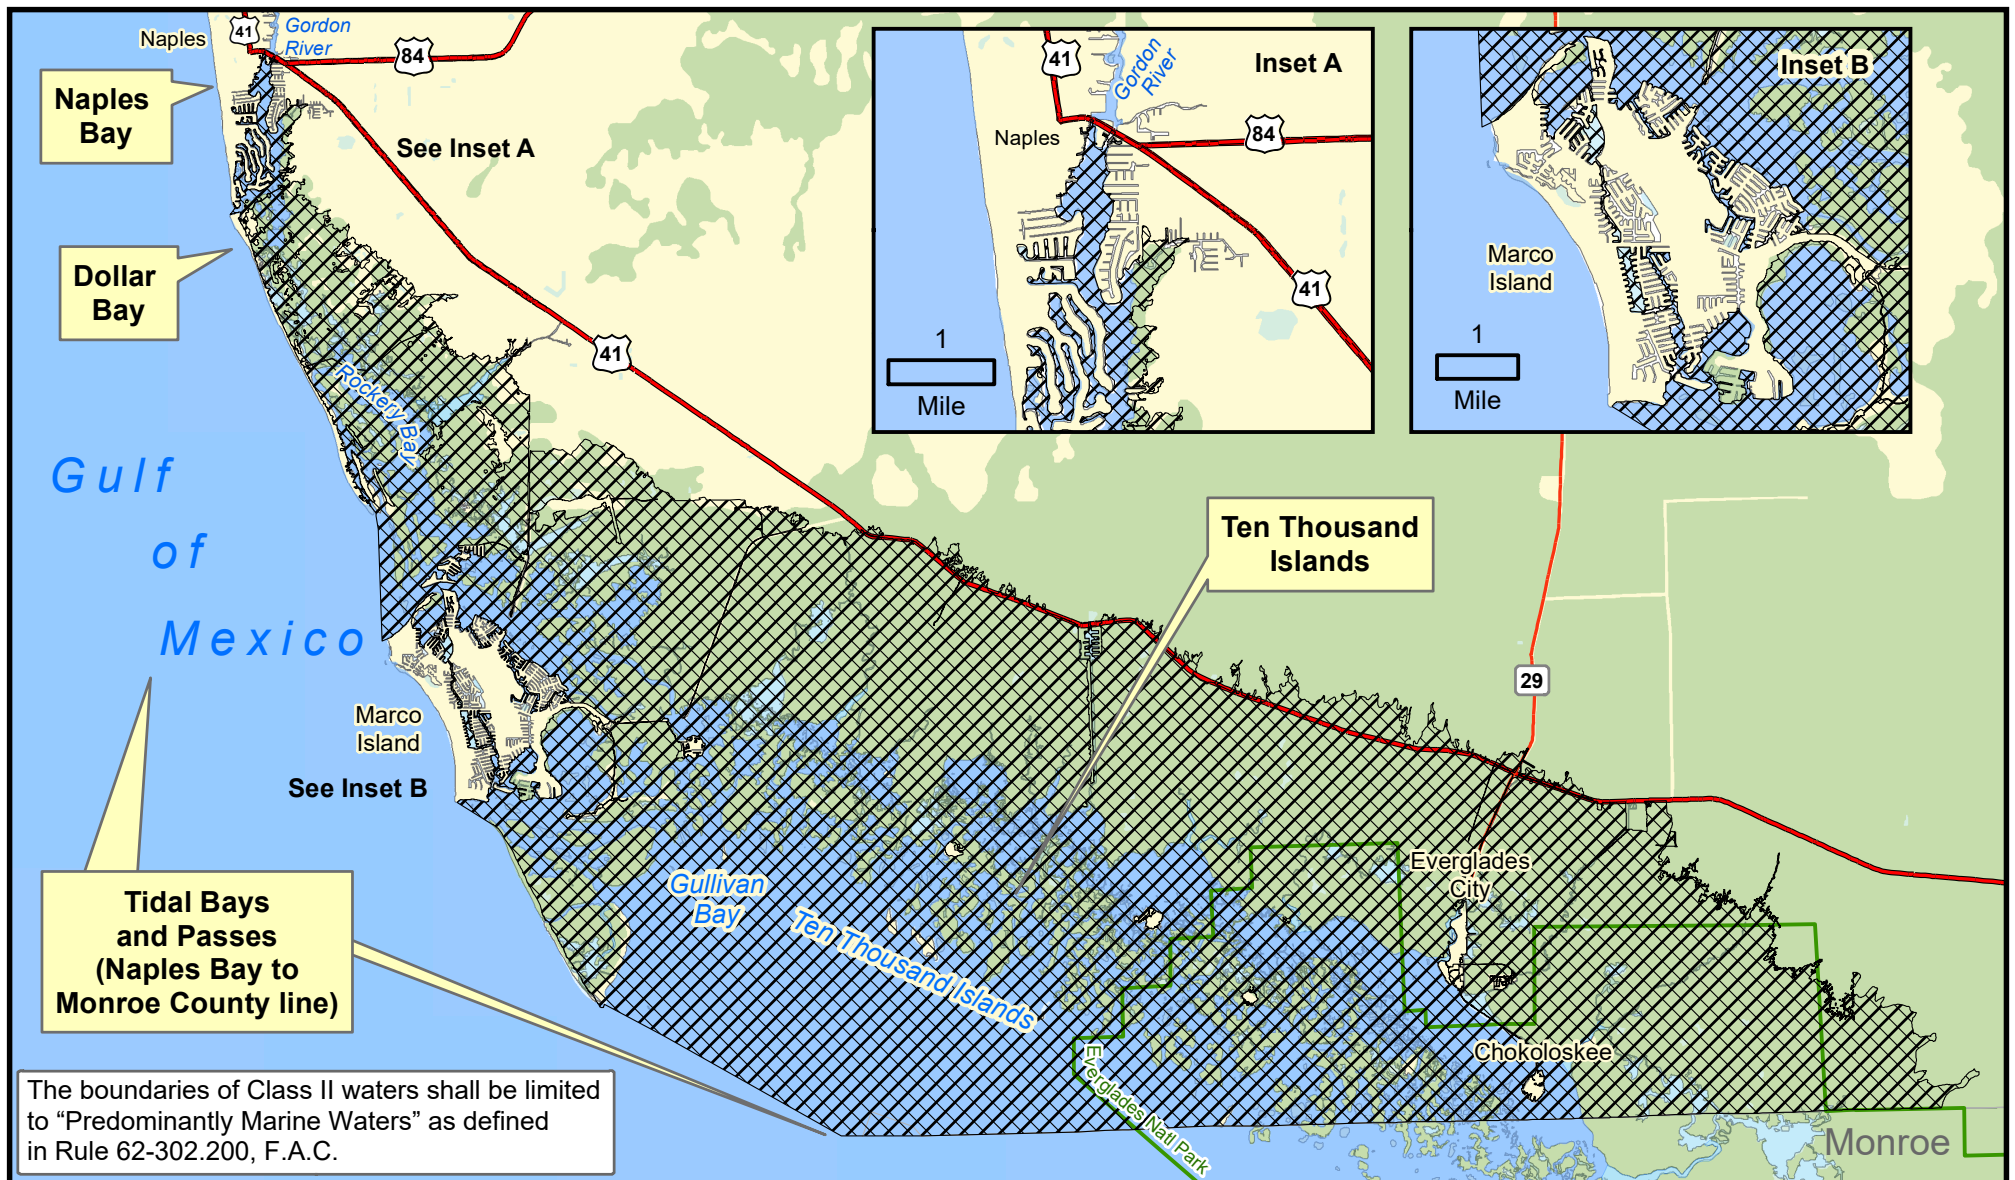 Naples
41
Gordon
River
84
Naples
Bay
See Inset A
Dollar
Bay
41
Rookery Bay
Gulf
of
Mexico
Marco
Island
See Inset B
Tidal Bays
and Passes
(Naples Bay to
Monroe County line)
The boundaries of Class II waters shall be limited
to “Predominantly Marine Waters” as defined
in Rule 62-302.200, F.A.C.
Inset A
41
Gordon
River
Naples
84
41
1
Mile
Inset B
Marco
Island
1
Mile
Ten Thousand
Islands
29
Gullivan
Bay
Ten Thousand Islands
Everglades
City
Chokoloskee
Everglades Natl Park
Monroe